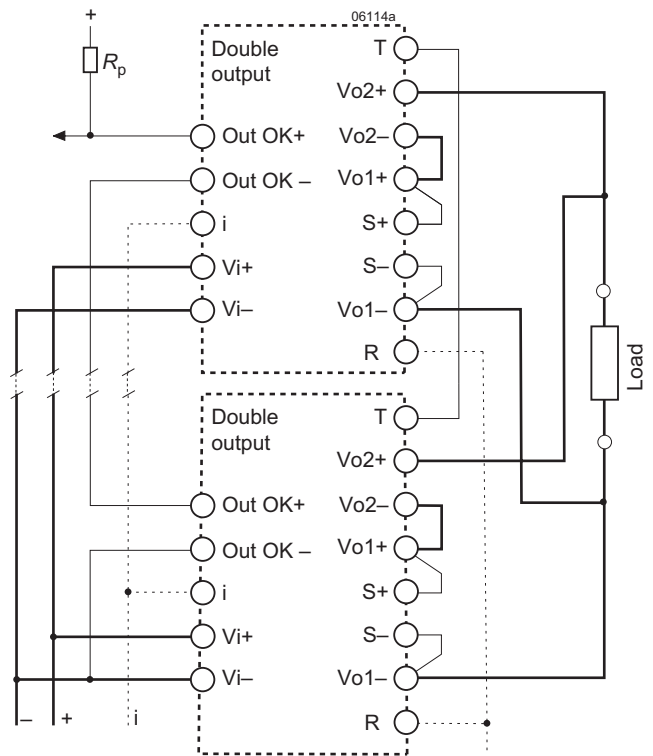 06114a
+
Rp
Double
output
T
Vo2+
Vo2–
Out OK+
Vo1+
Out OK –
S+
i
S–
Vi+
Vo1–
Vi–
R
Load
Double
output
T
Vo2+
Vo2–
Out OK+
Vo1+
Out OK –
S+
i
S–
Vi+
Vo1–
Vi–
R
– + i